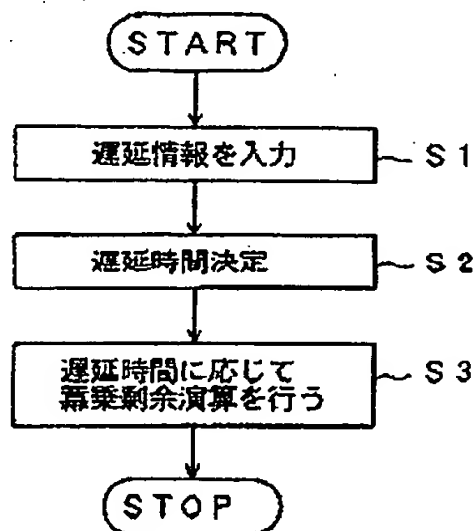 START
遅延情報を入力
S1
遅延時間決定
S2
遅延時間に応じて
冪乗剰余演算を行う
S3
STOP